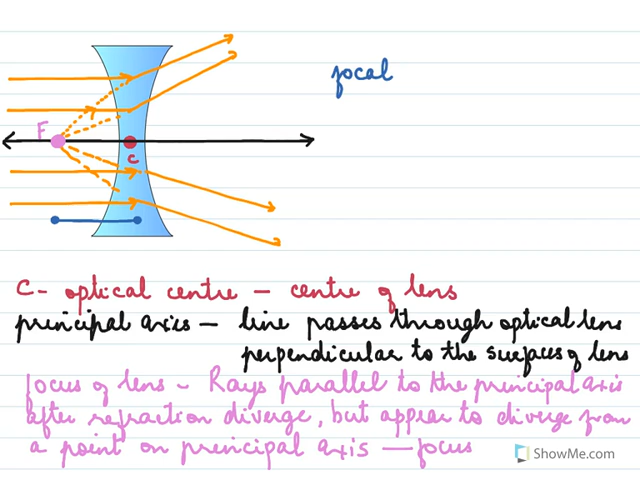 focal
F
C
C - optical centre - centre of lens
principal axis - line passes through optical lens
perpendicular to the surfaces of lens
focus of lens - Rays parallel to the principal axis
after refraction diverge, but appear to diverge from
a point on principal axis — focus
ShowMe.com